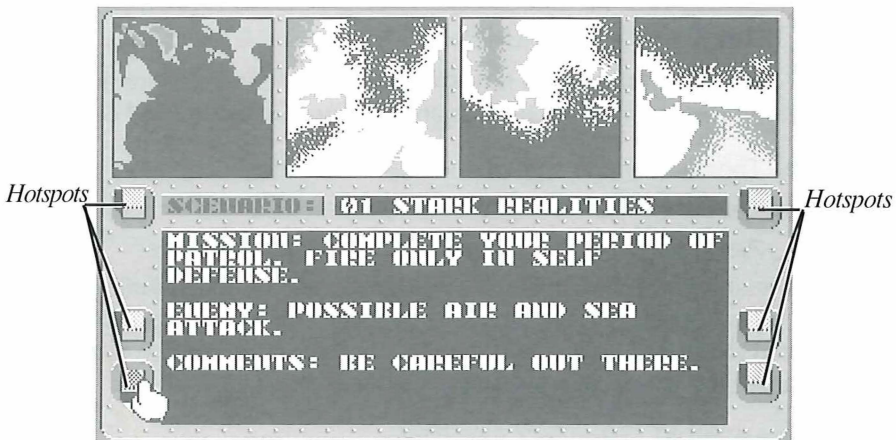 Hotspots
Hotspots
SCENARIO: 01 STARK REALITIES
MISSION: COMPLETE YOUR PERIOD OF
PATROL. FIRE ONLY IN SELF
DEFENSE.
ENEMY: POSSIBLE AIR AND SEA
ATTACK.
COMMENTS: BE CAREFUL OUT THERE.